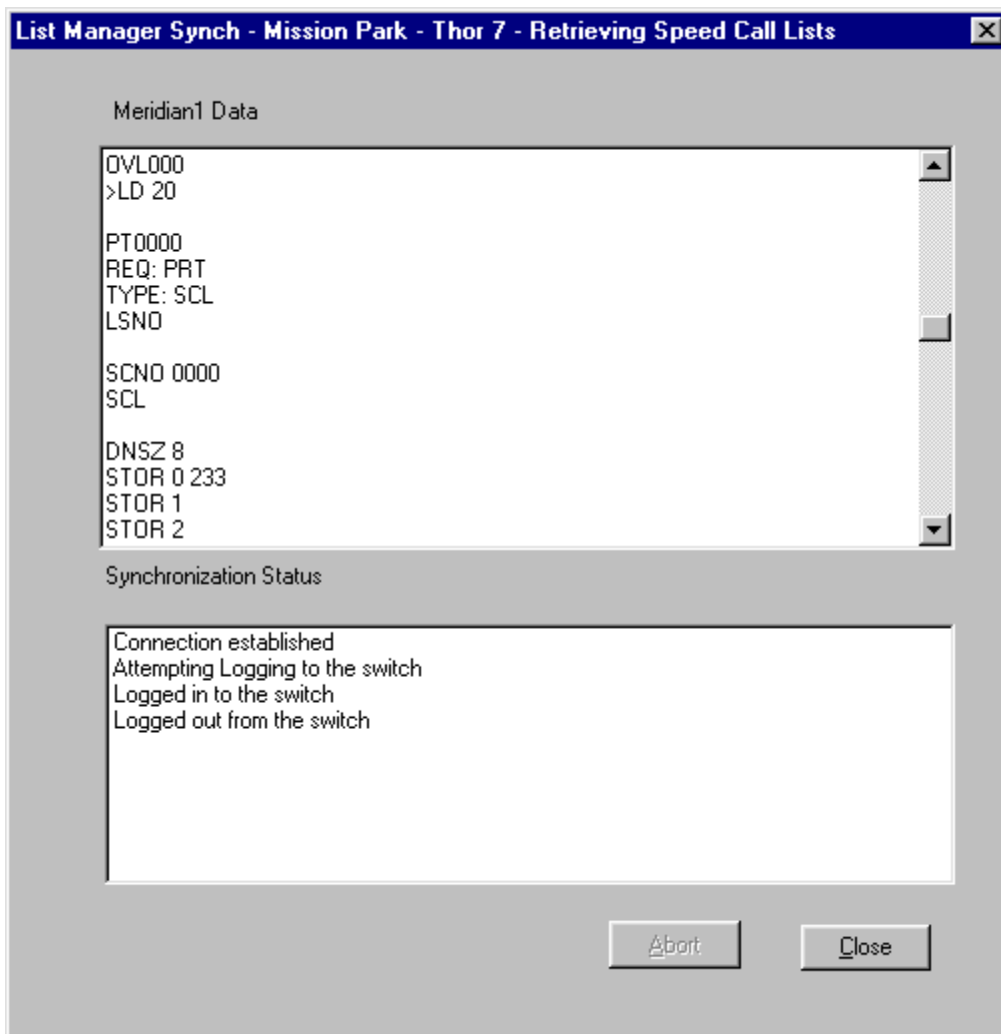 List Manager Synch - Mission Park - Thor 7 - Retrieving Speed Call Lists
Meridian1 Data
OVL000
>LD 20
PT0000
REQ: PRT
TYPE: SCL
LSNO
SCNO 0000
SCL
DNSZ 8
STOR 0 233
STOR 1
STOR 2
Synchronization Status
Connection established
Attempting Logging to the switch
Logged in to the switch
Logged out from the switch
Abort
Close